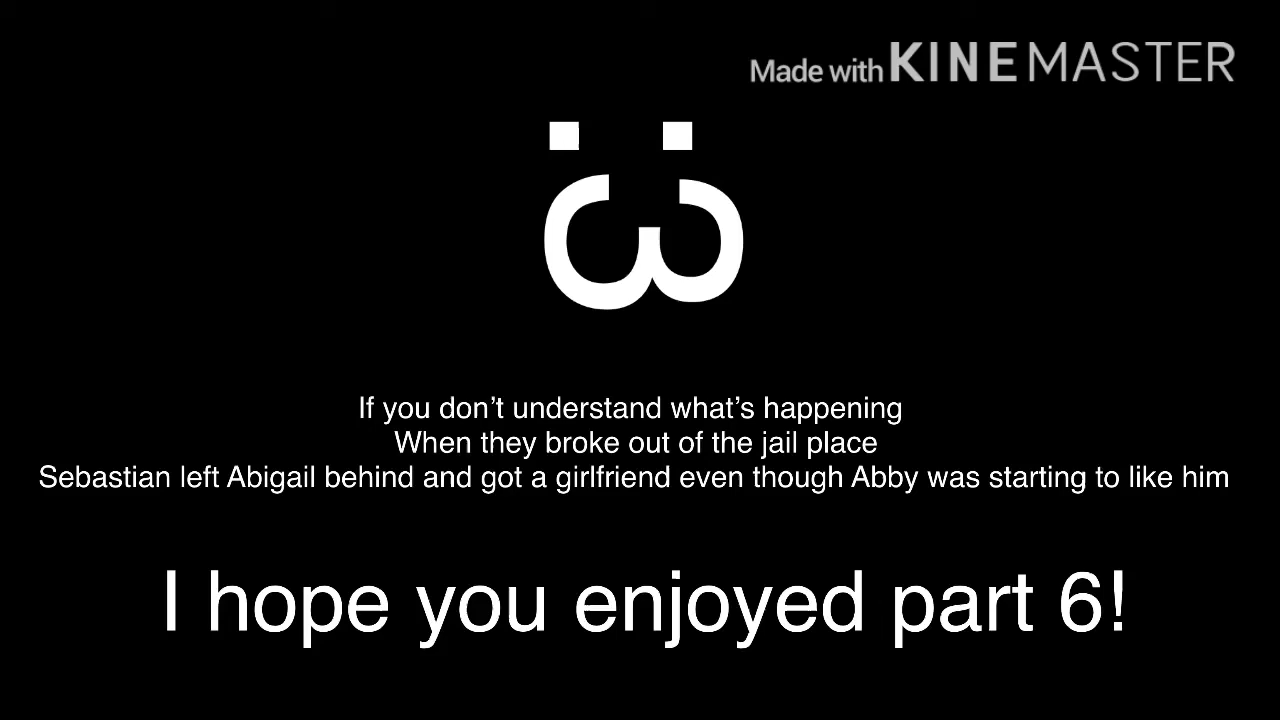 Made with KINEMASTER
:3
If you don't understand what's happening
When they broke out of the jail place
Sebastian left Abigail behind and got a girlfriend even though Abby was starting to like him
I hope you enjoyed part 6!